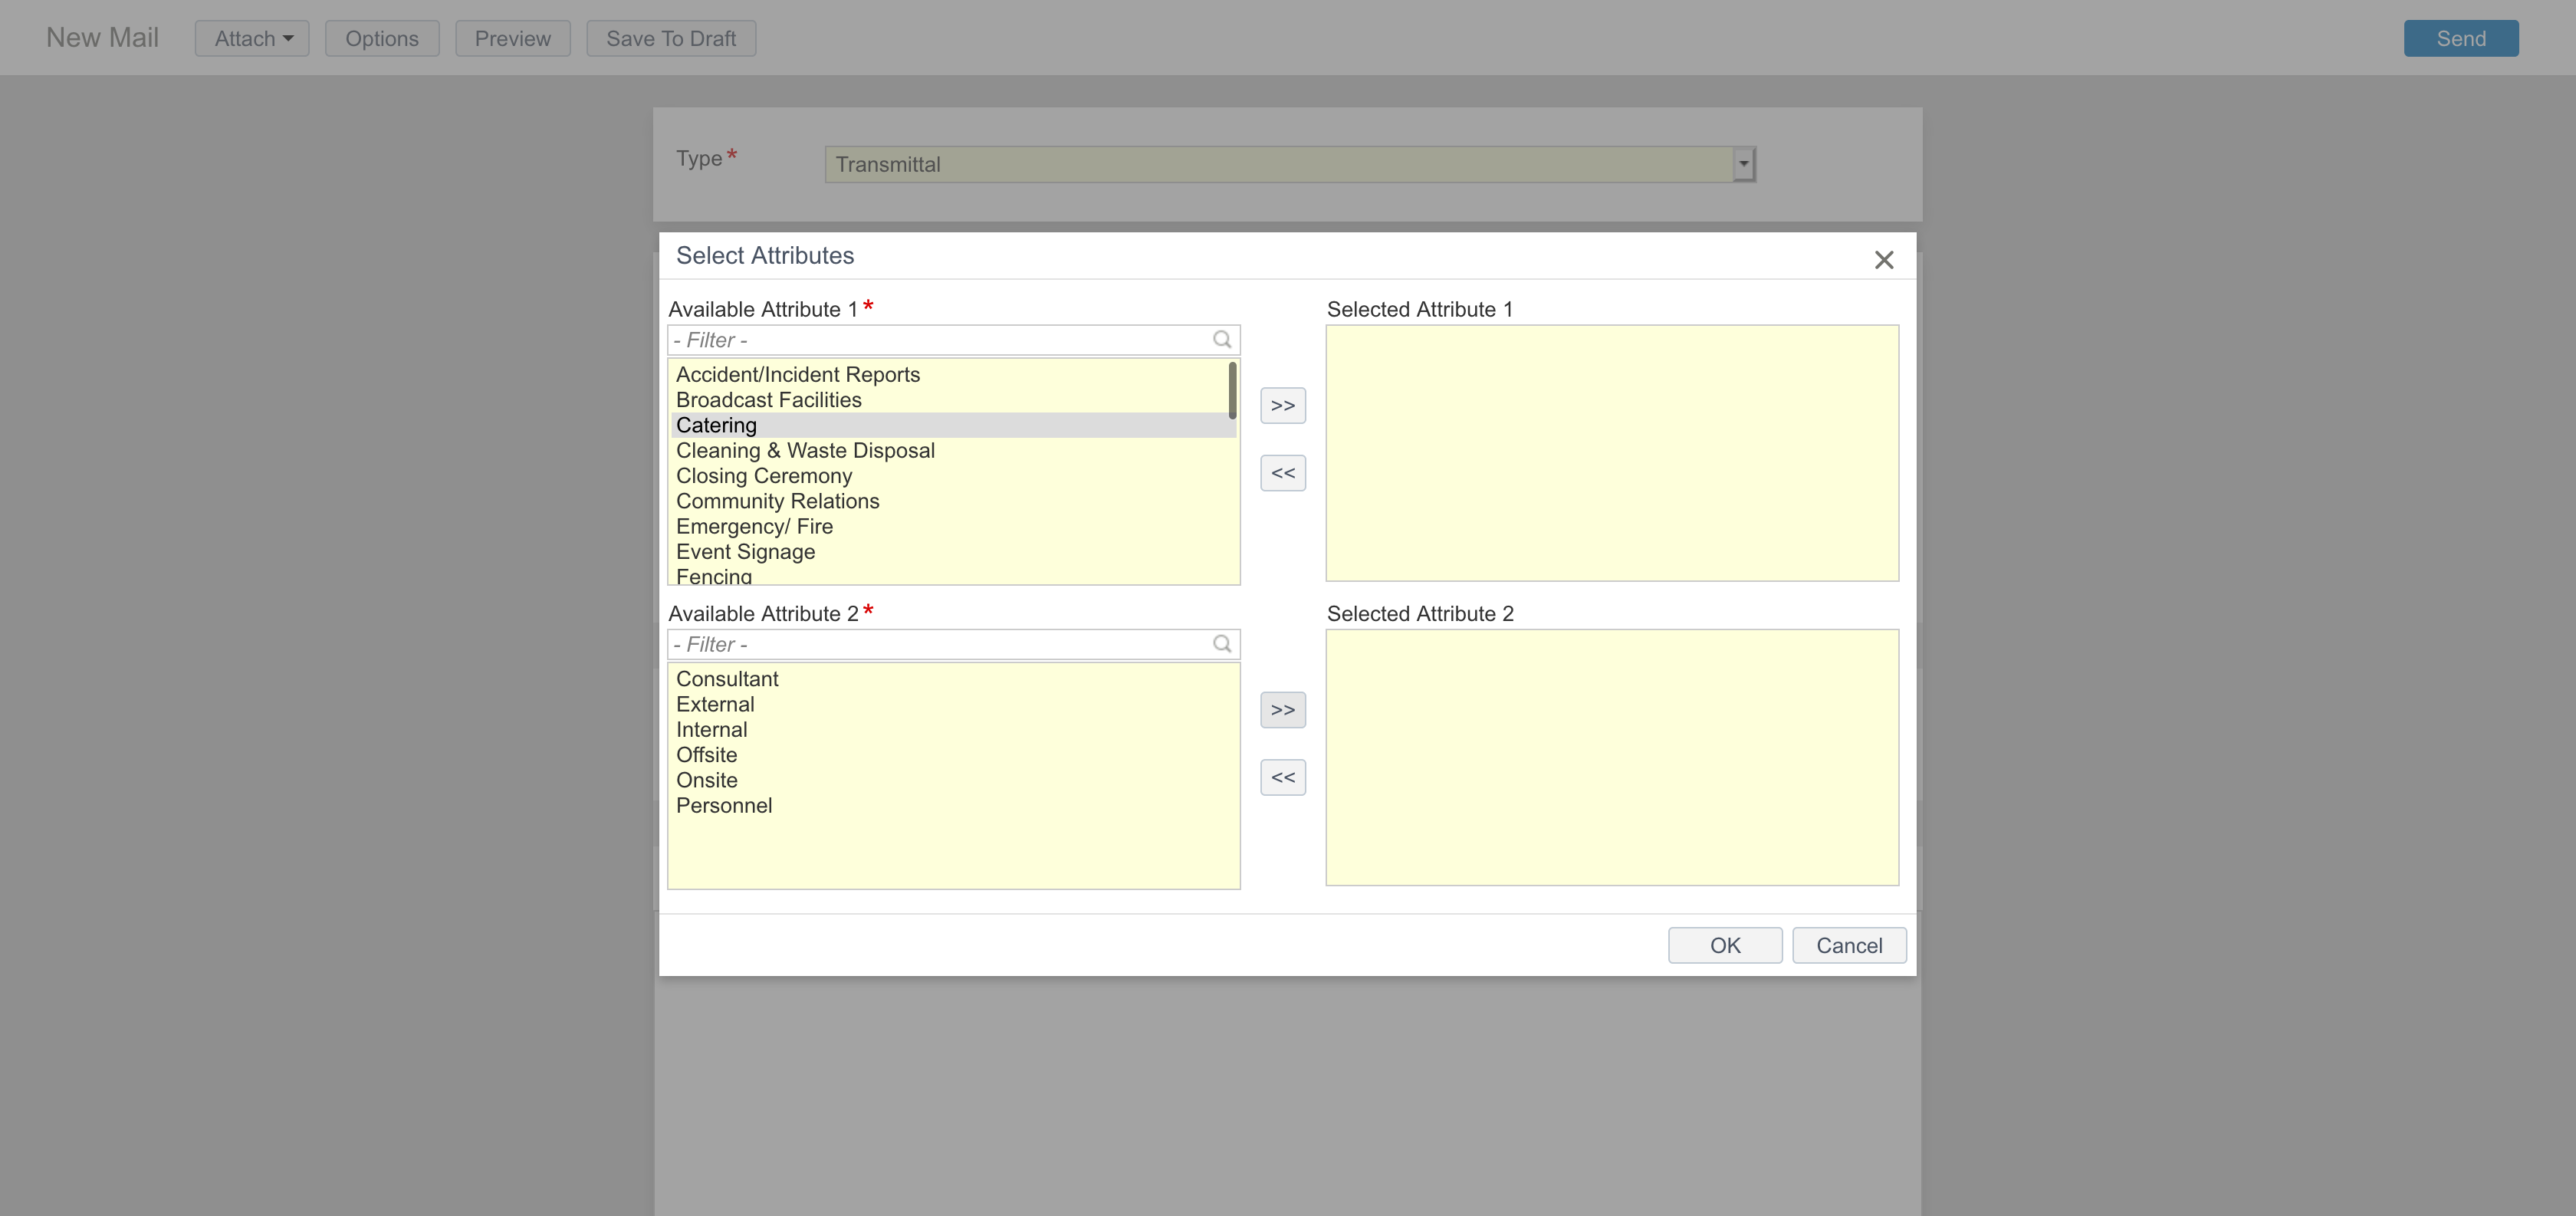 New Mail Attach Options Preview Save To Draft Send
Type* Transmittal
Select Attributes
Available Attribute 1*
- Filter -
Accident/Incident Reports
Broadcast Facilities
Catering
Cleaning & Waste Disposal
Closing Ceremony
Community Relations
Emergency/ Fire
Event Signage
Fencing
>>
<<
Selected Attribute 1
Available Attribute 2*
- Filter -
Consultant
External
Internal
Offsite
Onsite
Personnel
>>
<<
Selected Attribute 2
OK Cancel